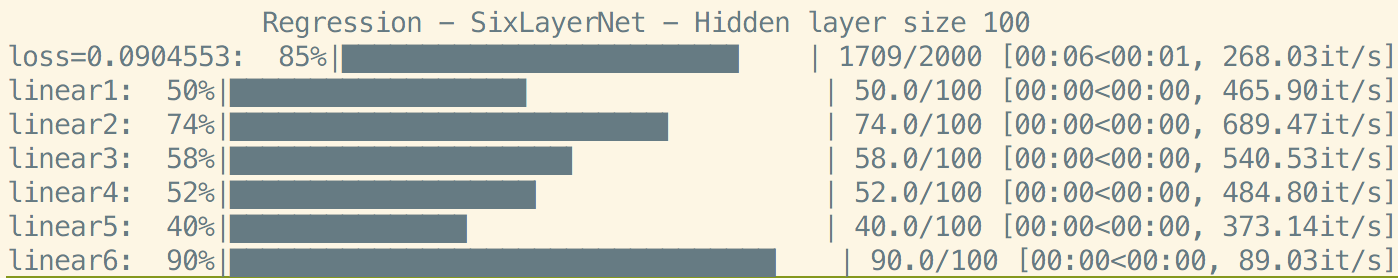 Regression - SixLayerNet - Hidden layer size 100
loss=0.0904553:  85%| | 1709/2000 [00:06<00:01, 268.03it/s]
linear1:  50%| | 50.0/100 [00:00<00:00, 465.90it/s]
linear2:  74%| | 74.0/100 [00:00<00:00, 689.47it/s]
linear3:  58%| | 58.0/100 [00:00<00:00, 540.53it/s]
linear4:  52%| | 52.0/100 [00:00<00:00, 484.80it/s]
linear5:  40%| | 40.0/100 [00:00<00:00, 373.14it/s]
linear6:  90%| | 90.0/100 [00:00<00:00, 89.03it/s]